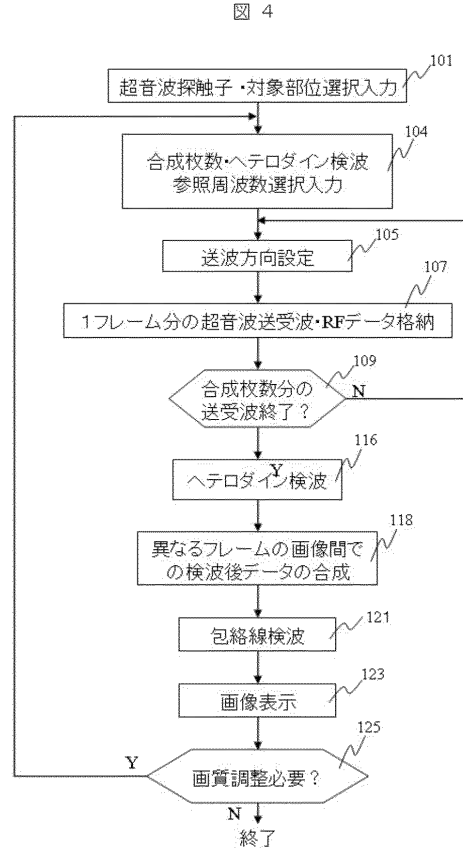 図 4
101
超音波探触子・対象部位選択入力
104
合成枚数・ヘテロダイン検波
参照周波数選択入力
105
送波方向設定
107
1フレーム分の超音波送受波・RFデータ格納
109
合成枚数分の
送受波終了？
N
Y
116
ヘテロダイン検波
118
異なるフレームの画像間で
の検波後データの合成
121
包絡線検波
123
画像表示
125
Y
画質調整必要？
N
終了